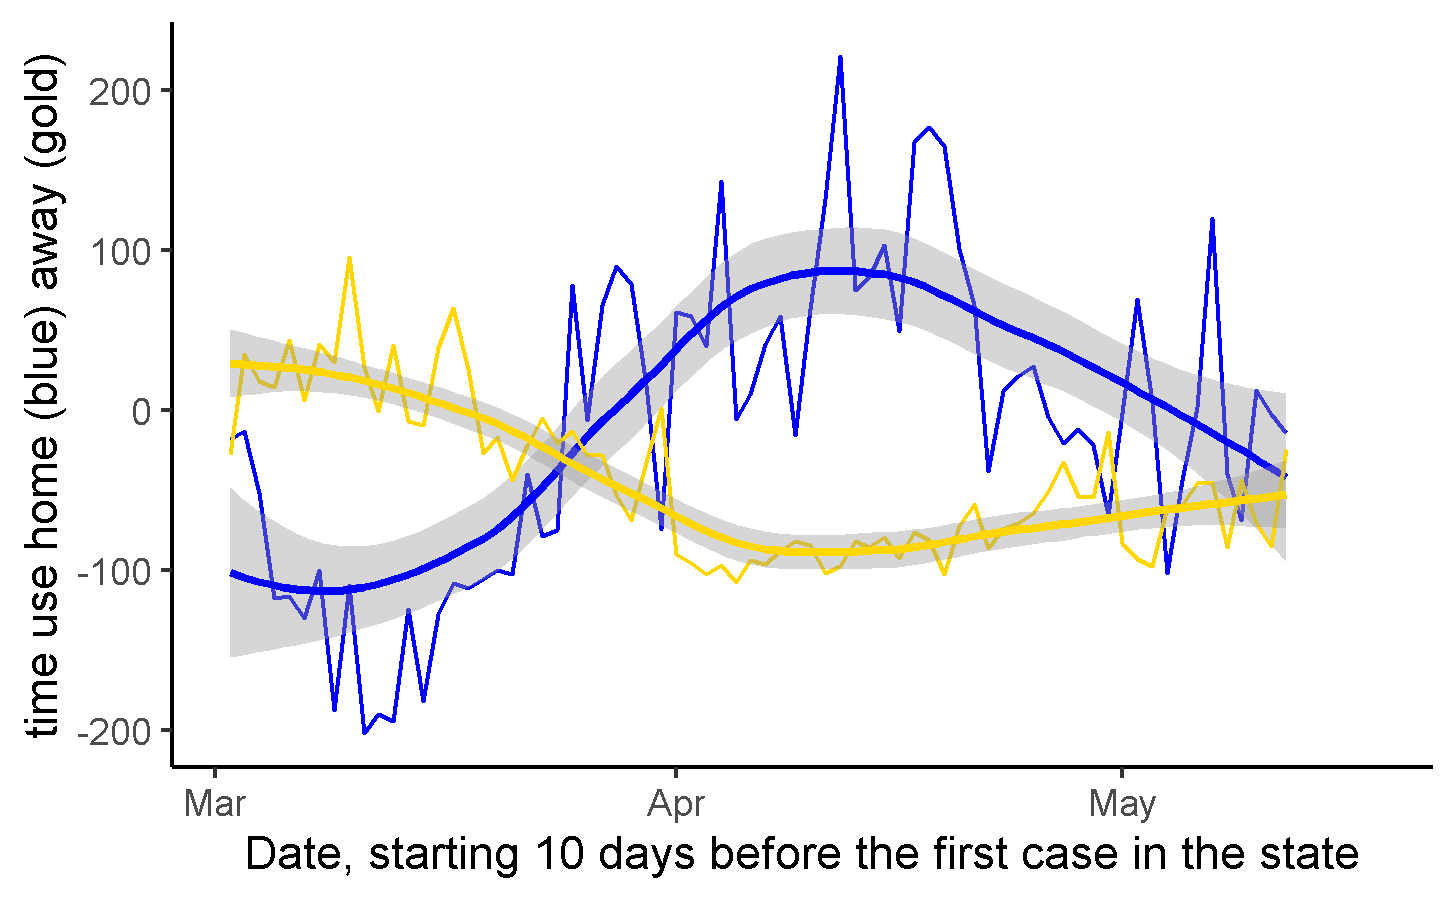 time use home (blue) away (gold)
200
100
0
-100
-200
Mar Apr May
Date, starting 10 days before the first case in the state